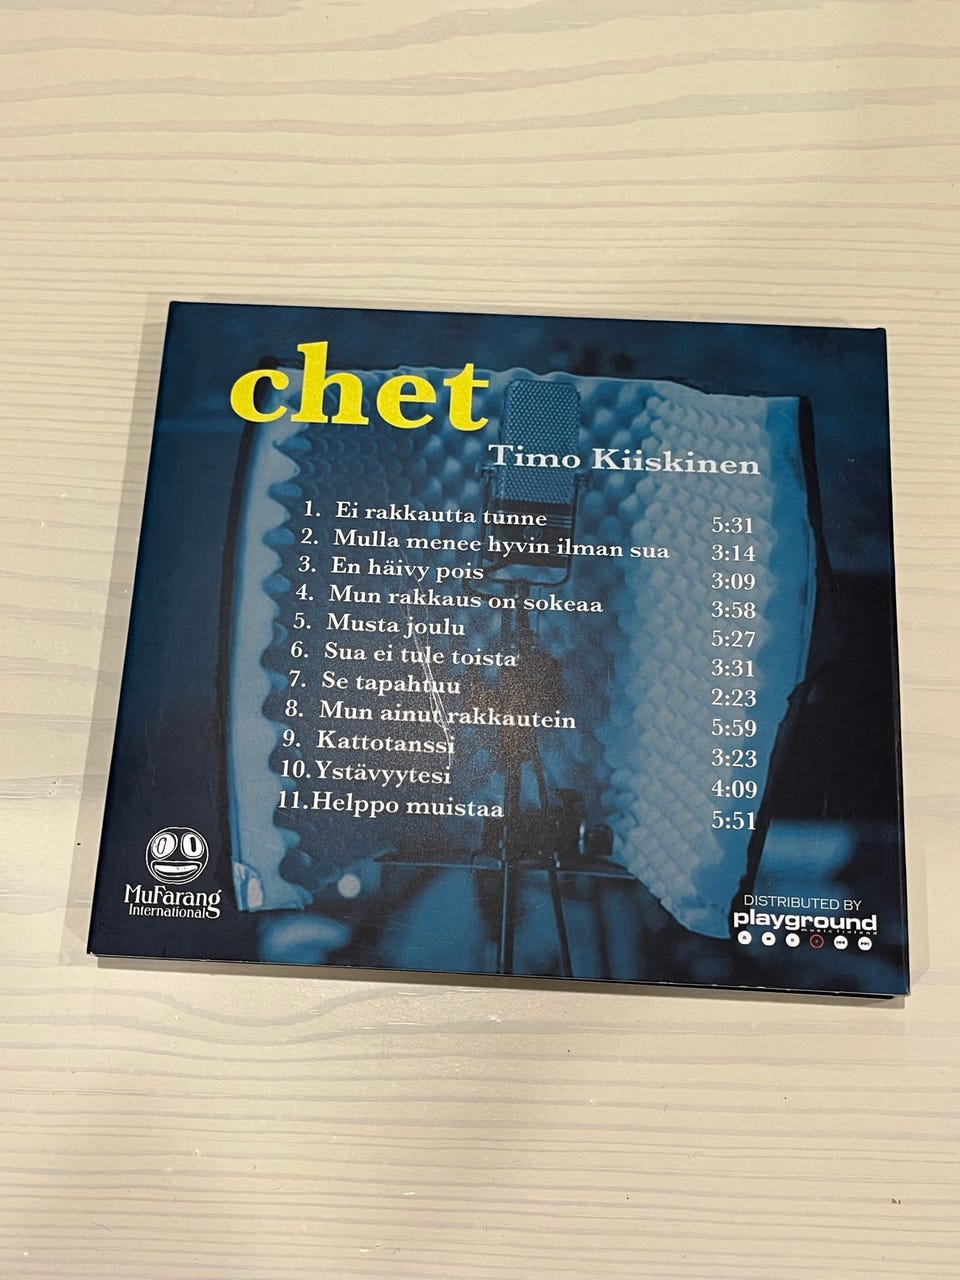 chet
Timo Kiiskinen
1. Ei rakkautta tunne 5:31
2. Mulla menee hyvin ilman sua 3:14
3. En häivy pois 3:09
4. Mun rakkaus on sokeaa 3:58
5. Musta joulu 5:27
6. Sua ei tule toista 3:31
7. Se tapahtuu 2:23
8. Mun ainut rakkautein 5:59
9. Kattotanssi 3:23
10. Ystävyytesi 4:09
11. Helppo muistaa 5:51
MuFarang
International
DISTRIBUTED BY
playground
music finland